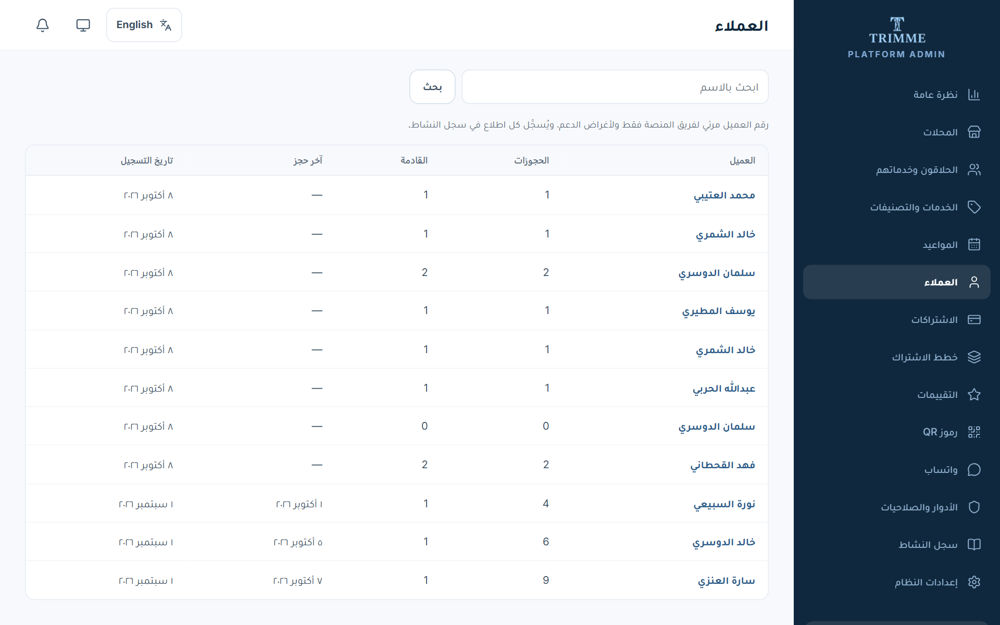 TRIMME
PLATFORM ADMIN
نظرة عامة
المحلات
الحلاقون وخدماتهم
الخدمات والتصنيفات
المواعيد
العملاء
الاشتراكات
خطط الاشتراك
التقييمات
رموز QR
واتساب
الأدوار والصلاحيات
سجل النشاط
إعدادات النظام
العملاء
English
ابحث بالاسم
بحث
رقم العميل مرئي لفريق المنصة فقط ولأغراض الدعم. ويُسجَّل كل اطلاع في سجل النشاط.
العميل الحجوزات القادمة آخر حجز تاريخ التسجيل
محمد العتيبي 1 1 — ٨ أكتوبر ٢٠٢٦
خالد الشمري 1 1 — ٨ أكتوبر ٢٠٢٦
سلمان الدوسري 2 2 — ٨ أكتوبر ٢٠٢٦
يوسف المطيري 1 1 — ٨ أكتوبر ٢٠٢٦
خالد الشمري 1 1 — ٨ أكتوبر ٢٠٢٦
عبدالله الحربي 1 1 — ٨ أكتوبر ٢٠٢٦
سلمان الدوسري 0 0 — ٨ أكتوبر ٢٠٢٦
فهد القحطاني 2 2 — ٨ أكتوبر ٢٠٢٦
نورة السبيعي 4 1 ١ أكتوبر ٢٠٢٦ ١ سبتمبر ٢٠٢٦
خالد الدوسري 6 1 ٥ أكتوبر ٢٠٢٦ ١ سبتمبر ٢٠٢٦
سارة العنزي 9 1 ٧ أكتوبر ٢٠٢٦ ١ سبتمبر ٢٠٢٦